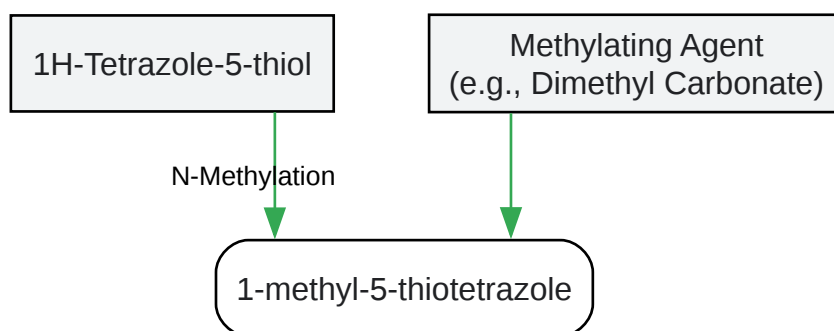 1H-Tetrazole-5-thiol
Methylating Agent
(e.g., Dimethyl Carbonate)
N-Methylation
1-methyl-5-thiotetrazole